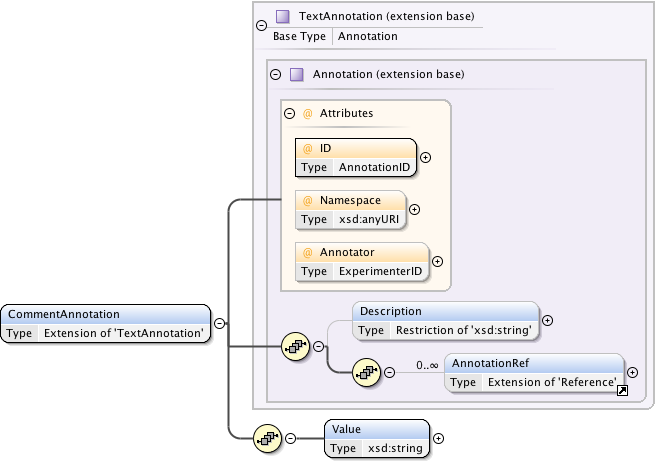 TextAnnotation (extension base)
Base Type Annotation
Annotation (extension base)
@ Attributes
@ ID
Type AnnotationID
@ Namespace
Type xsd:anyURI
@ Annotator
Type ExperimenterID
CommentAnnotation
Type Extension of 'TextAnnotation'
Description
Type Restriction of 'xsd:string'
0..∞
AnnotationRef
Type Extension of 'Reference'
Value
Type xsd:string